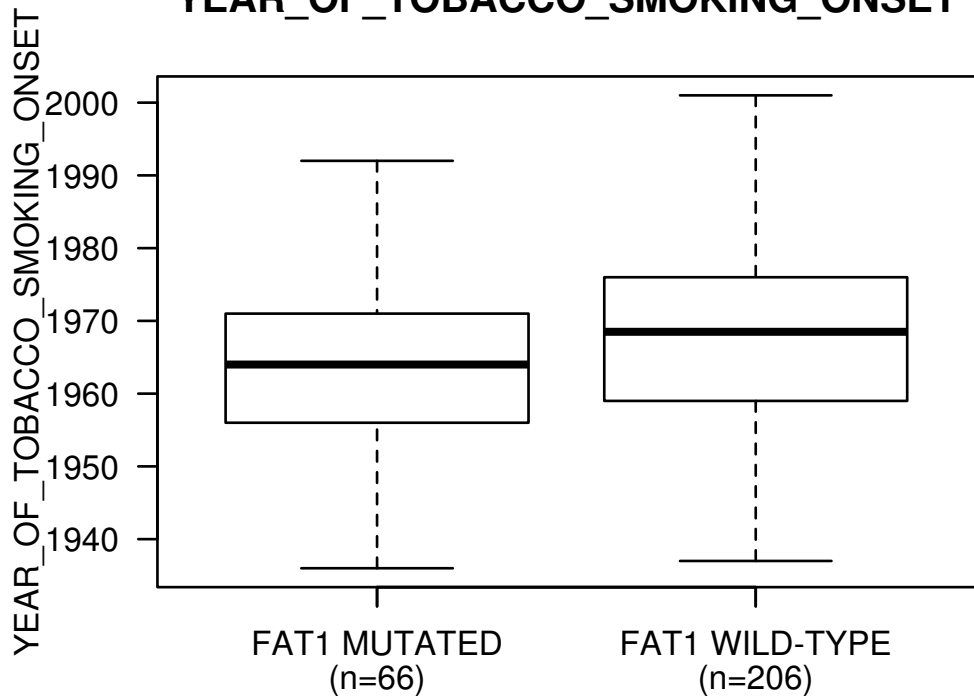 YEAR_OF_TOBACCO_SMOKING_ONSET
YEAR_OF_TOBACCO_SMOKING_ONSET
2000
1990
1980
1970
1960
1950
1940
FAT1 MUTATED
(n=66)
FAT1 WILD-TYPE
(n=206)